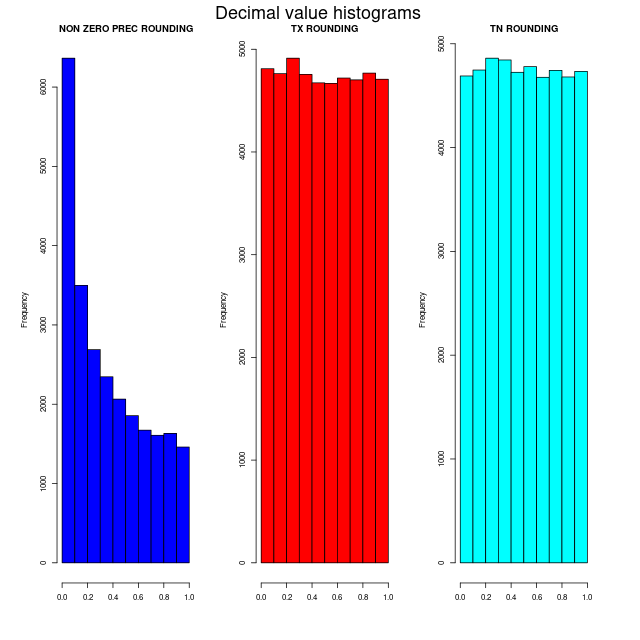 Decimal value histograms
NON ZERO PREC ROUNDING
TX ROUNDING
TN ROUNDING
Frequency
0
1000
2000
3000
4000
5000
6000
0.0 0.2 0.4 0.6 0.8 1.0
Frequency
0
1000
2000
3000
4000
5000
0.0 0.2 0.4 0.6 0.8 1.0
Frequency
0
1000
2000
3000
4000
5000
0.0 0.2 0.4 0.6 0.8 1.0